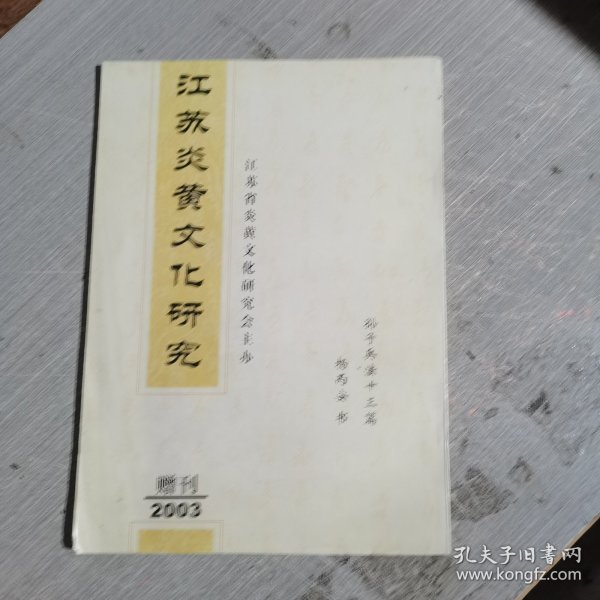 江苏炎黄文化研究
江苏省炎黄文化研究会主办
孙子兵法十三篇
杨丙安书
赠刊
2003
孔夫子旧书网
www.kongfz.com